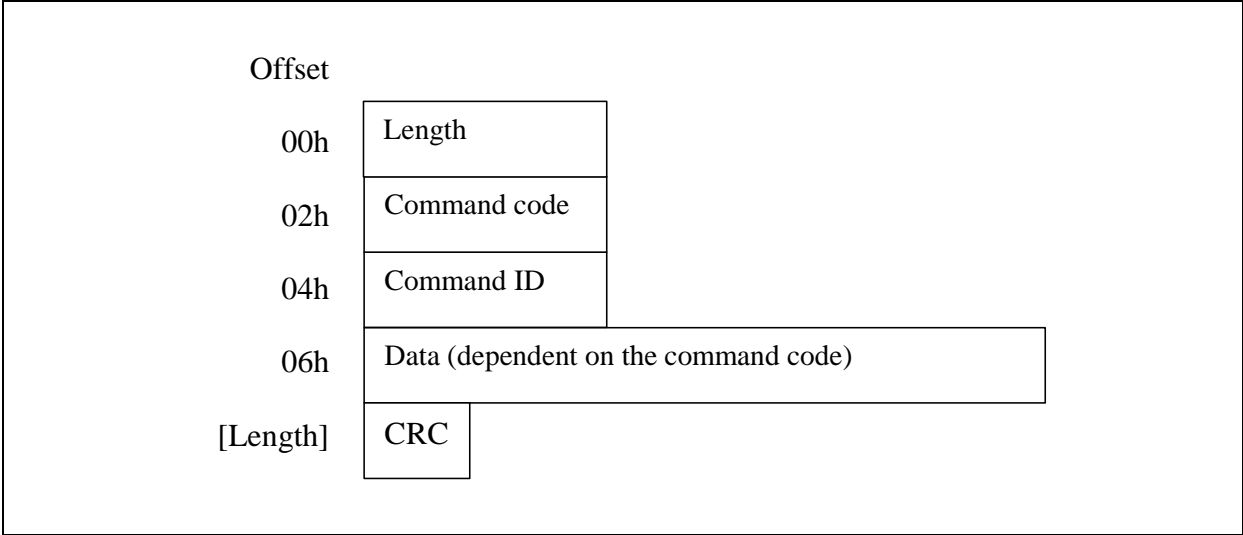 Offset
00h Length
02h Command code
04h Command ID
06h Data (dependent on the command code)
[Length] CRC